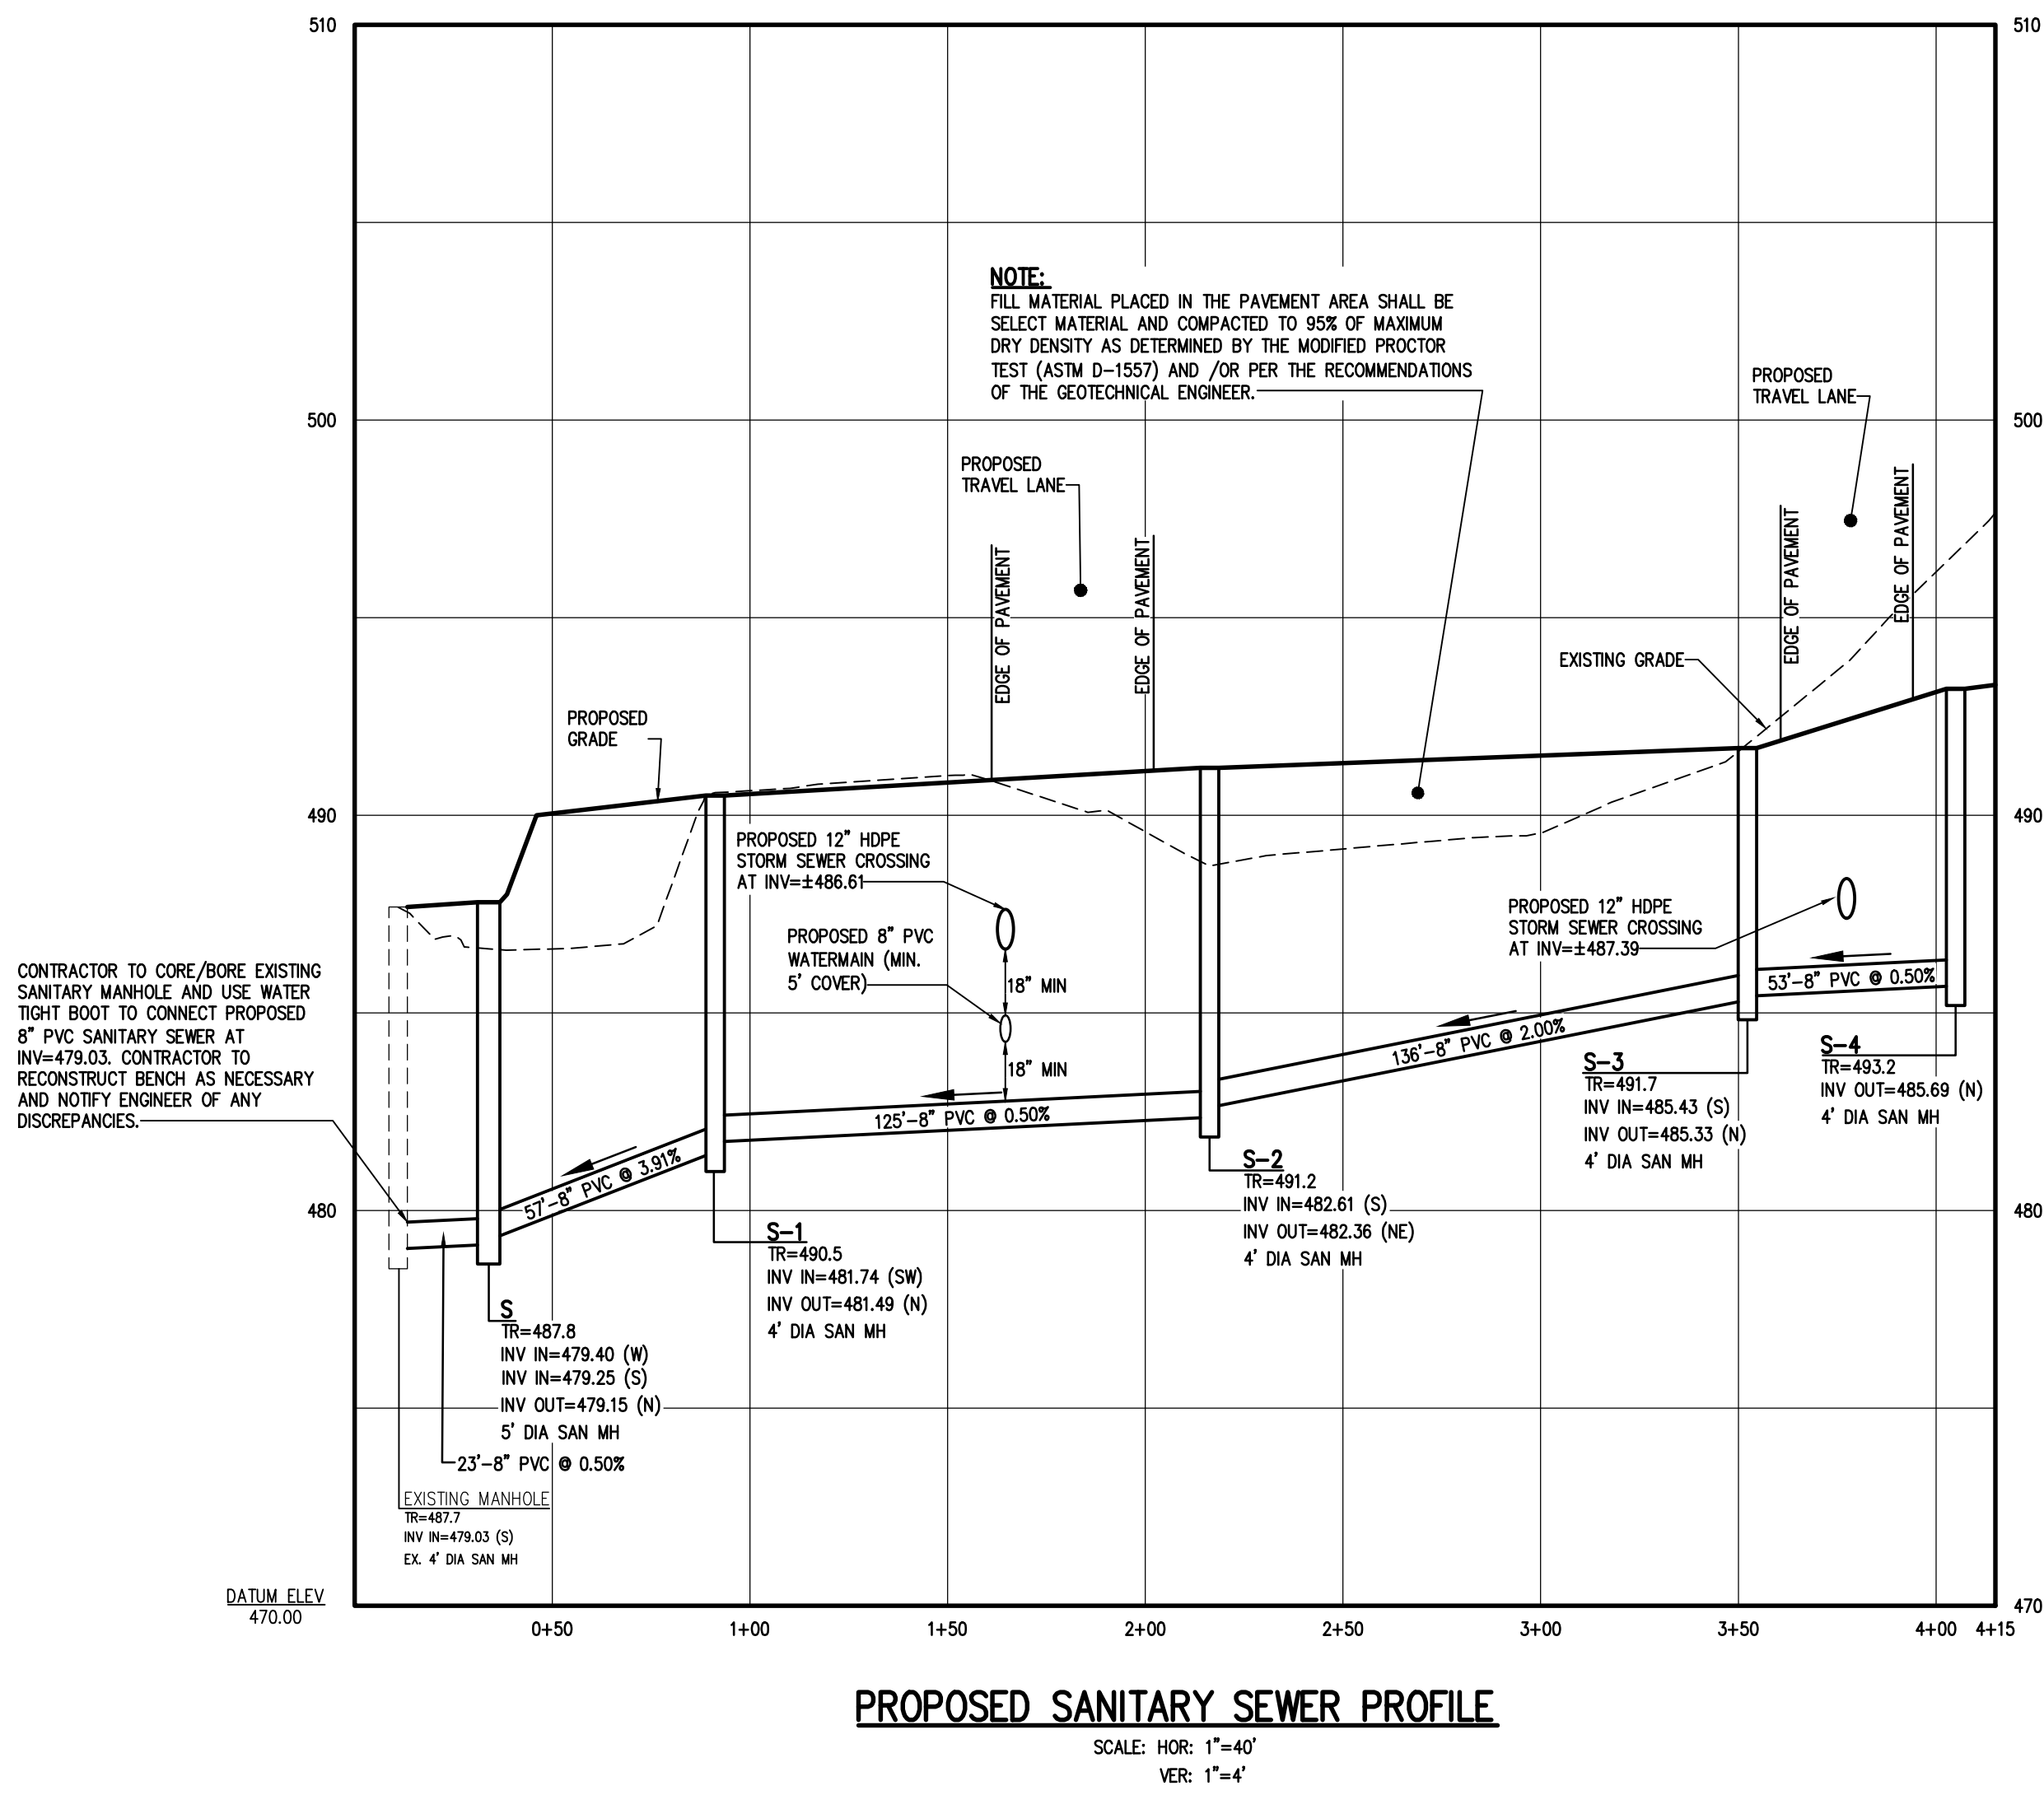 510
510
NOTE:
FILL MATERIAL PLACED IN THE PAVEMENT AREA SHALL BE
SELECT MATERIAL AND COMPACTED TO 95% OF MAXIMUM
DRY DENSITY AS DETERMINED BY THE MODIFIED PROCTOR
TEST (ASTM D-1557) AND /OR PER THE RECOMMENDATIONS
OF THE GEOTECHNICAL ENGINEER.
PROPOSED
TRAVEL LANE
500
500
PROPOSED
TRAVEL LANE
EDGE OF PAVEMENT
EDGE OF PAVEMENT
EDGE OF PAVEMENT
EDGE OF PAVEMENT
EXISTING GRADE
PROPOSED
GRADE
490
490
PROPOSED 12" HDPE
STORM SEWER CROSSING
AT INV=±486.61
PROPOSED 8" PVC
WATERMAIN (MIN.
5' COVER)
18" MIN
18" MIN
PROPOSED 12" HDPE
STORM SEWER CROSSING
AT INV=±487.39
CONTRACTOR TO CORE/BORE EXISTING
SANITARY MANHOLE AND USE WATER
TIGHT BOOT TO CONNECT PROPOSED
8" PVC SANITARY SEWER AT
INV=479.03. CONTRACTOR TO
RECONSTRUCT BENCH AS NECESSARY
AND NOTIFY ENGINEER OF ANY
DISCREPANCIES.
57'-8" PVC @ 3.91%
125'-8" PVC @ 0.50%
136'-8" PVC @ 2.00%
53'-8" PVC @ 0.50%
480
480
S-4
TR=493.2
INV OUT=485.69 (N)
4' DIA SAN MH
S-3
TR=491.7
INV IN=485.43 (S)
INV OUT=485.33 (N)
4' DIA SAN MH
S-2
TR=491.2
INV IN=482.61 (S)
INV OUT=482.36 (NE)
4' DIA SAN MH
S-1
TR=490.5
INV IN=481.74 (SW)
INV OUT=481.49 (N)
4' DIA SAN MH
S
TR=487.8
INV IN=479.40 (W)
INV IN=479.25 (S)
INV OUT=479.15 (N)
5' DIA SAN MH
23'-8" PVC @ 0.50%
EXISTING MANHOLE
TR=487.7
INV IN=479.03 (S)
EX. 4' DIA SAN MH
DATUM ELEV
470.00
470
0+50
1+00
1+50
2+00
2+50
3+00
3+50
4+00
4+15
PROPOSED SANITARY SEWER PROFILE
SCALE: HOR: 1"=40'
VER: 1"=4'